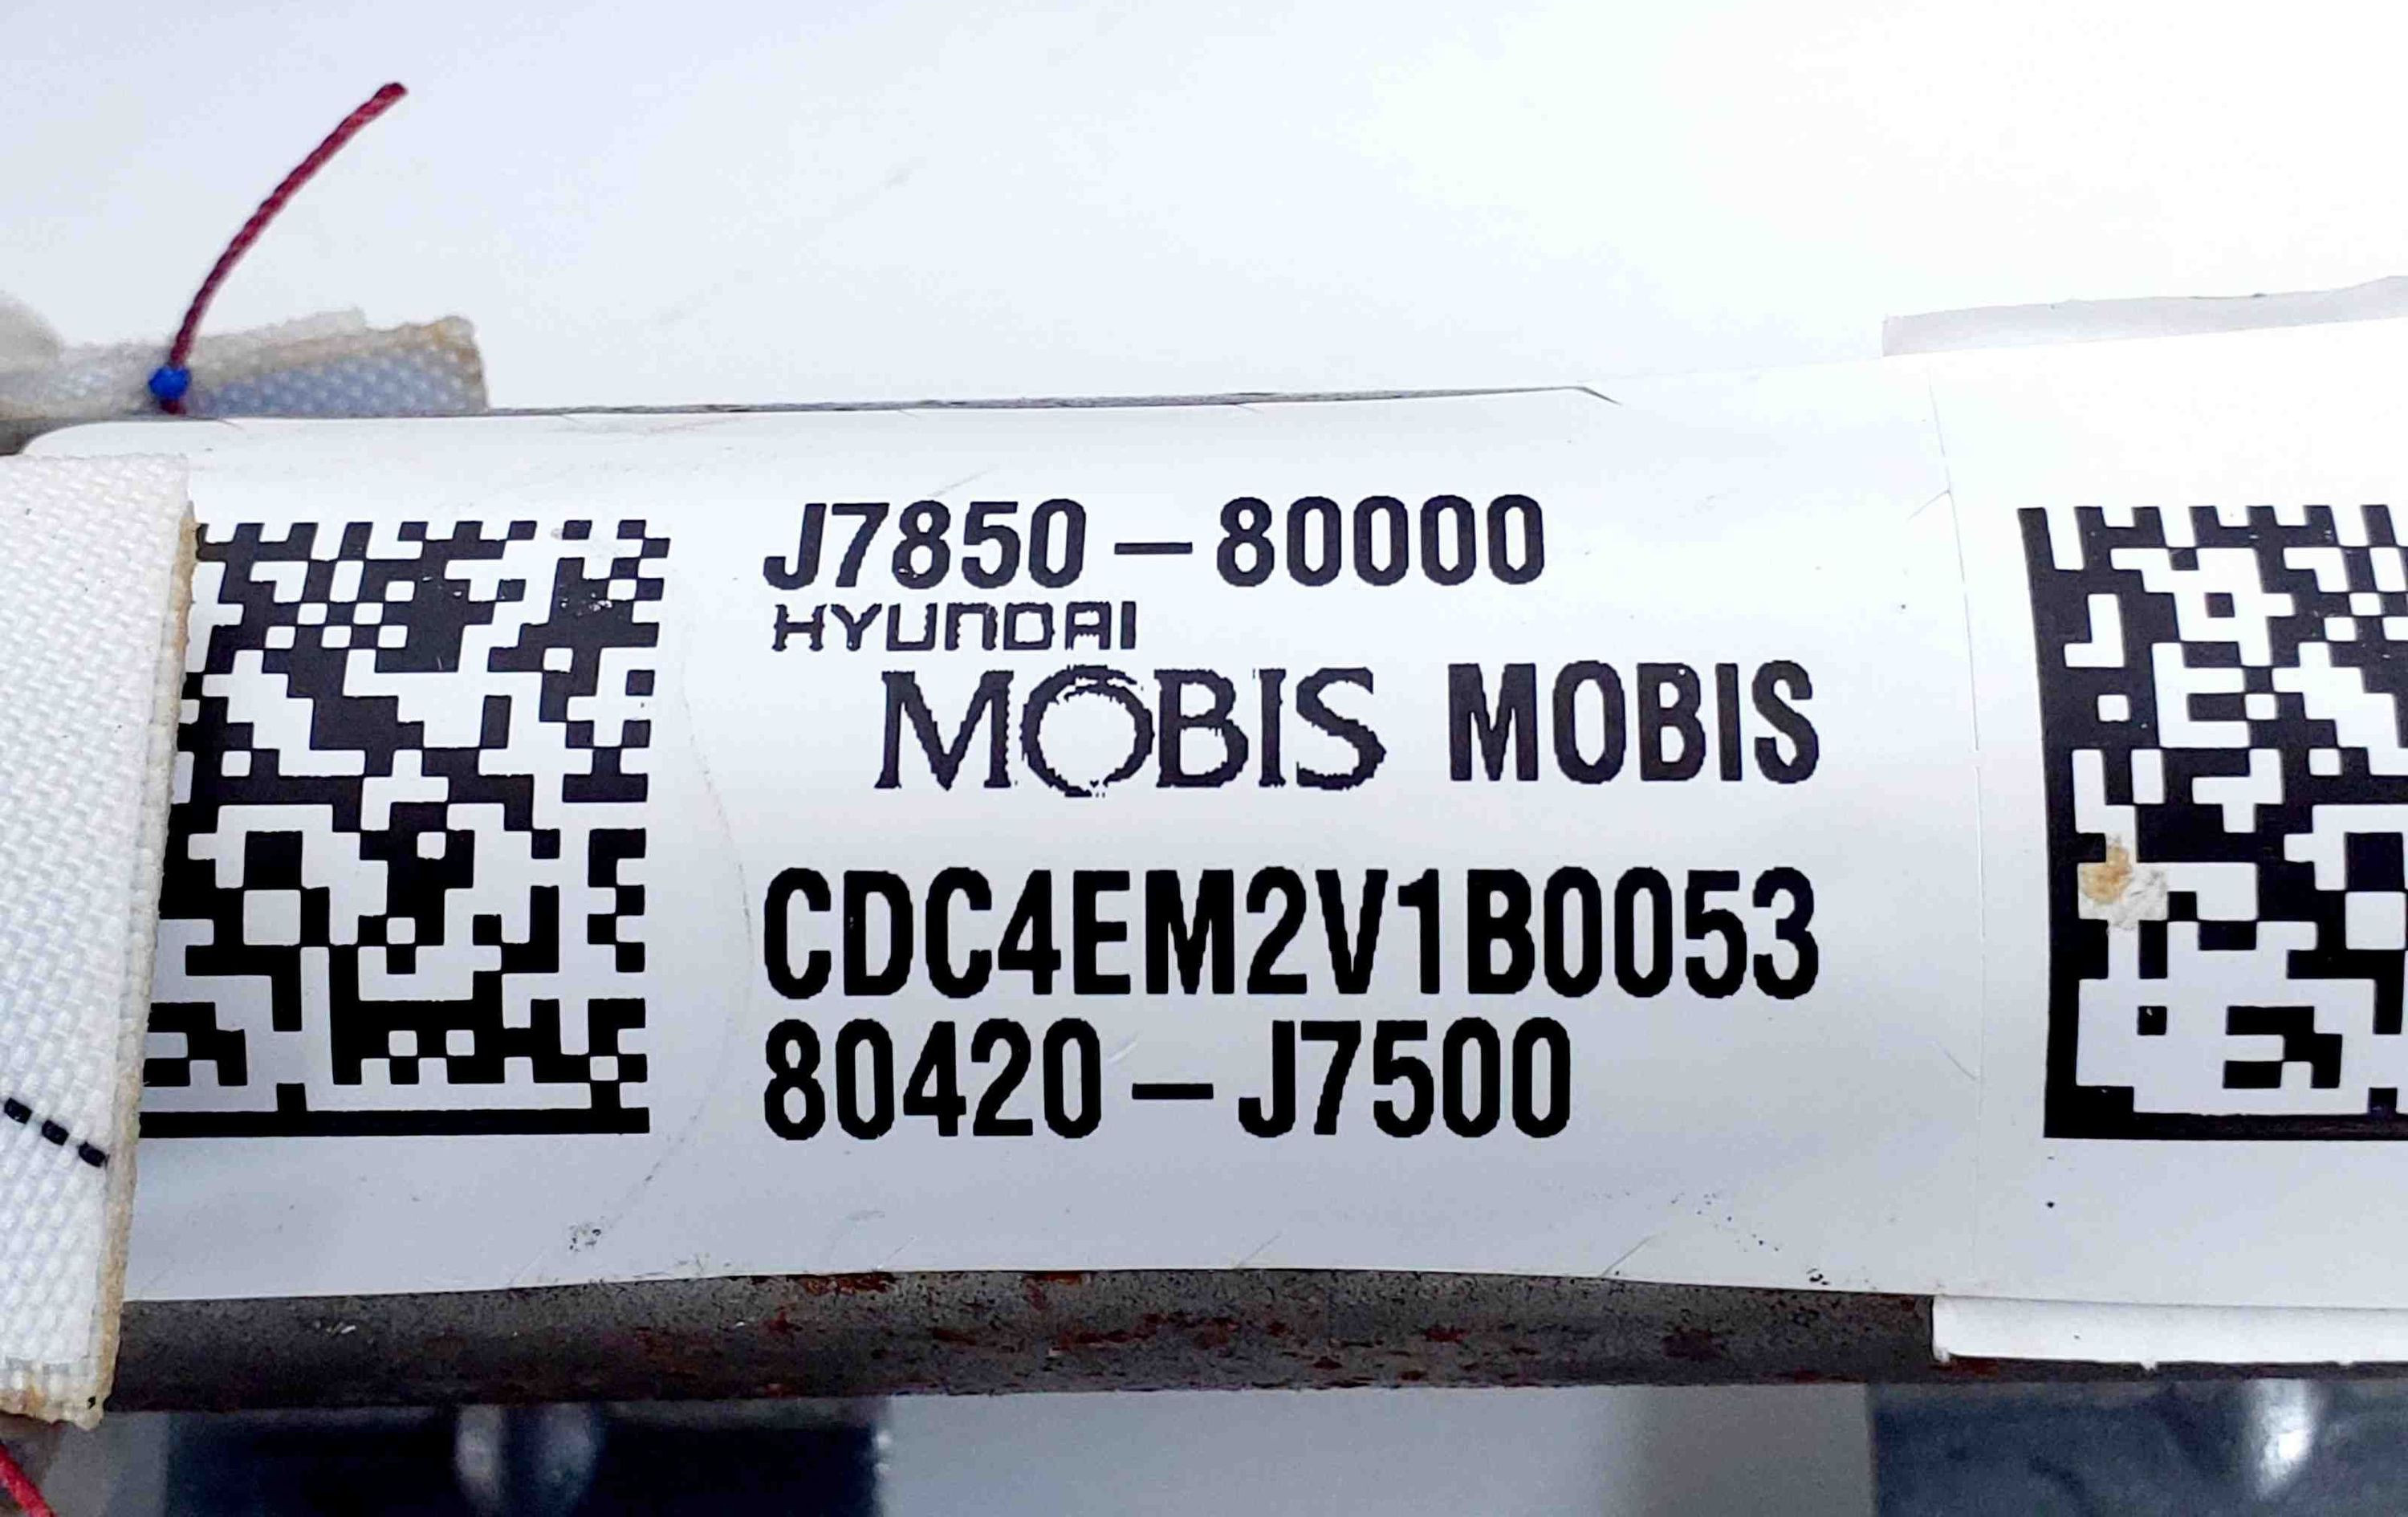 J7850-80000
HYUNDAI
MOBIS MOBIS
CDC4EM2V1B0053
80420-J7500